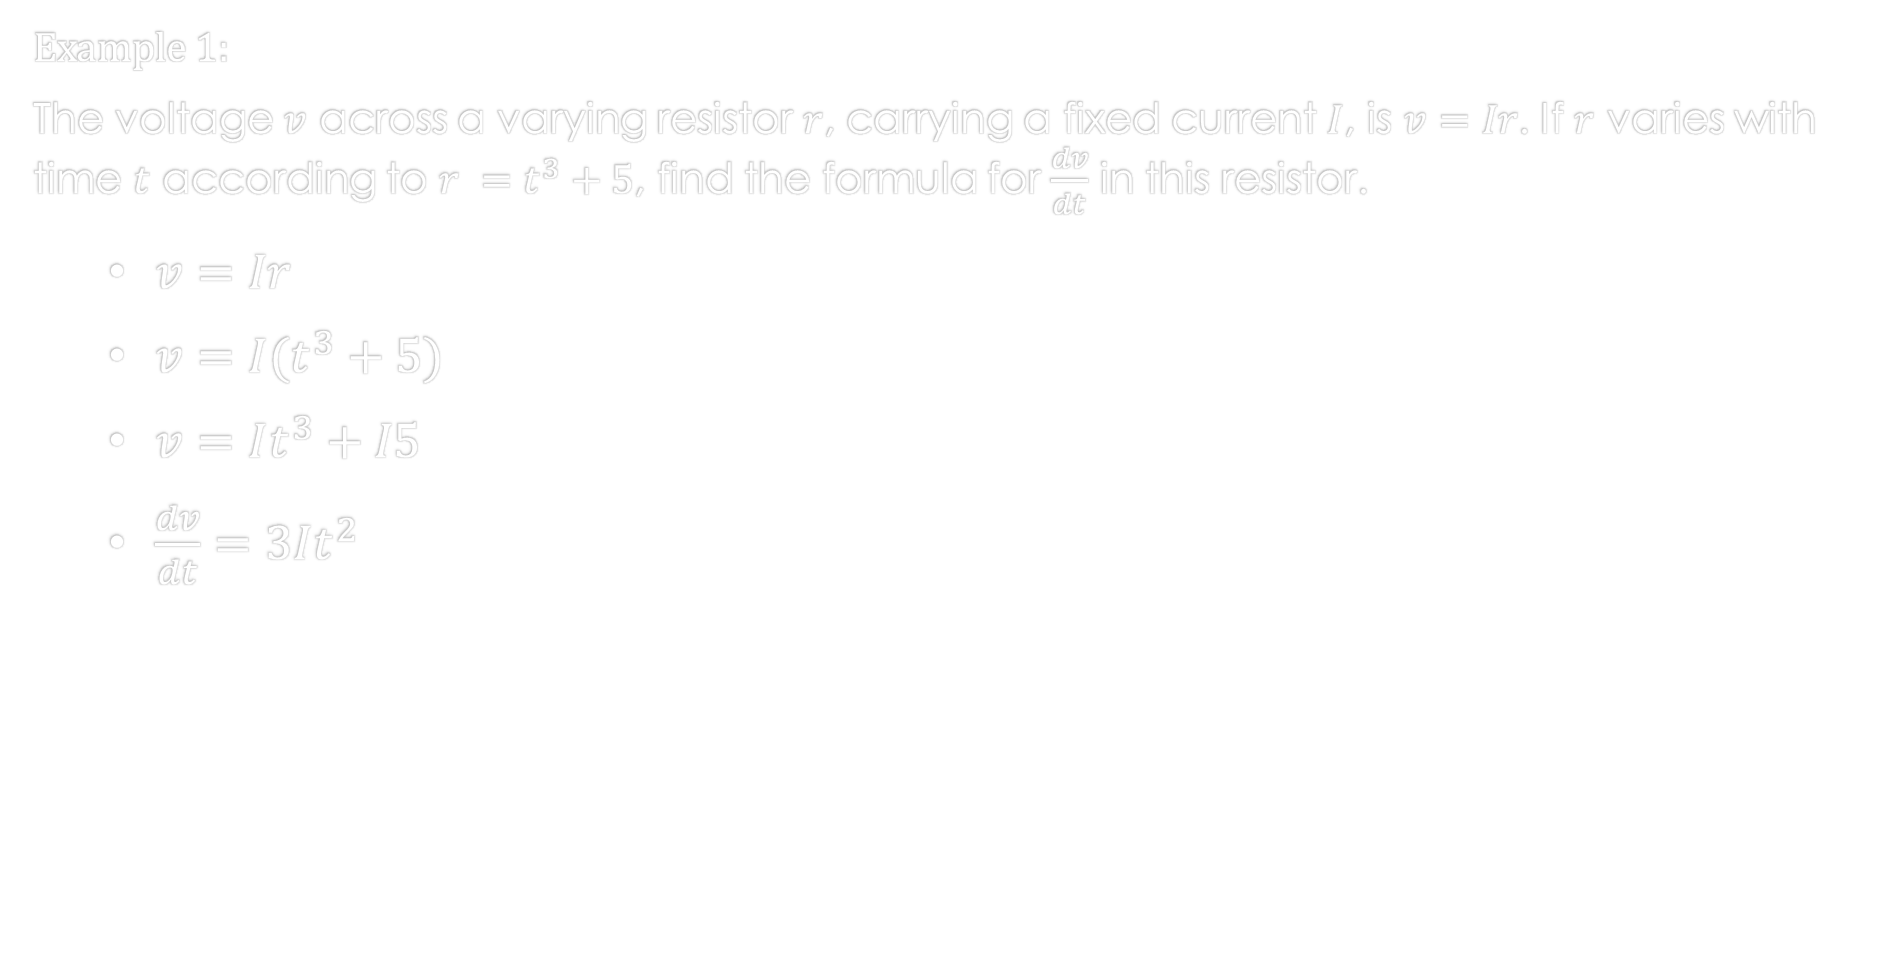 Example 1:
The voltage 𝑣 across a varying resistor 𝑟, carrying a fixed current 𝐼, is 𝑣 = 𝐼𝑟. If 𝑟 varies with
time 𝑡 according to 𝑟 = 𝑡³ + 5, find the formula for 𝑑𝑣/𝑑𝑡 in this resistor.
• 𝑣 = 𝐼𝑟
• 𝑣 = 𝐼(𝑡³ + 5)
• 𝑣 = 𝐼𝑡³ + 𝐼5
• 𝑑𝑣/𝑑𝑡 = 3𝐼𝑡²